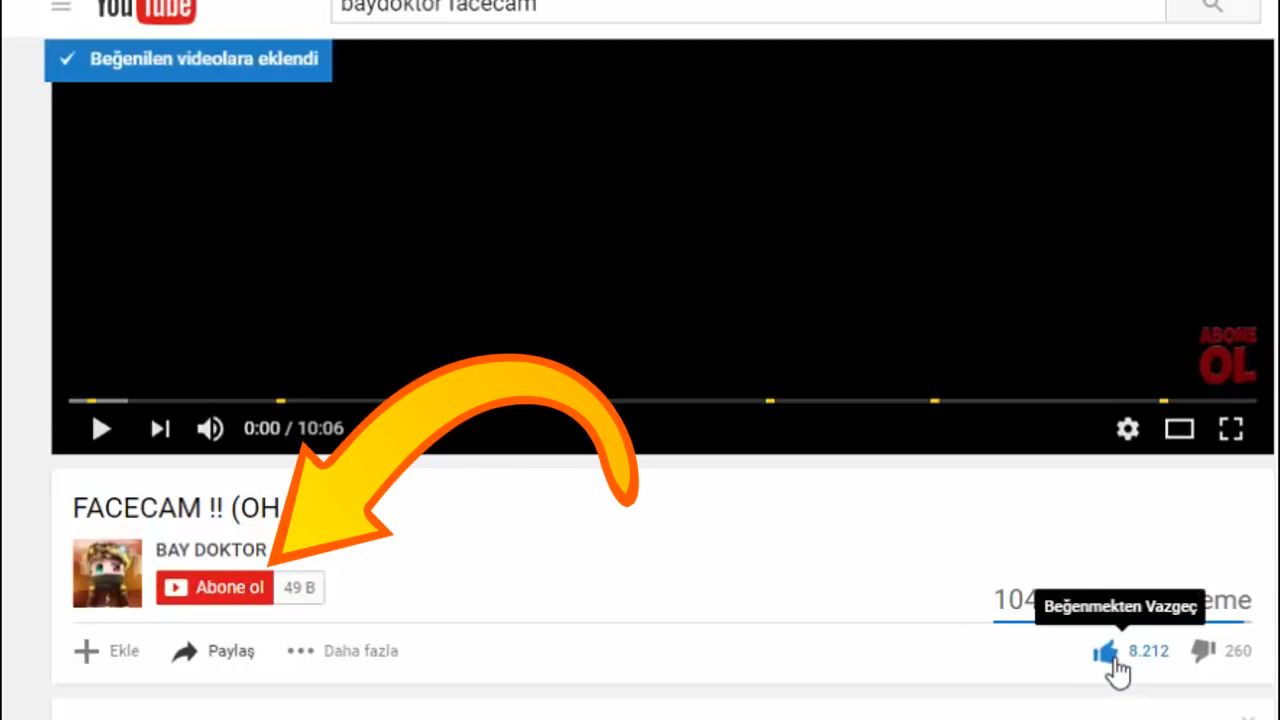 YouTube
baydoktor facecam
Beğenilen videolara eklendi
ABONE
OL
0:00 / 10:06
FACECAM !! (OH
BAY DOKTOR
Abone ol 49 B
104
Beğenmekten Vazgeç
eme
Ekle Paylaş Daha fazla 8.212 260